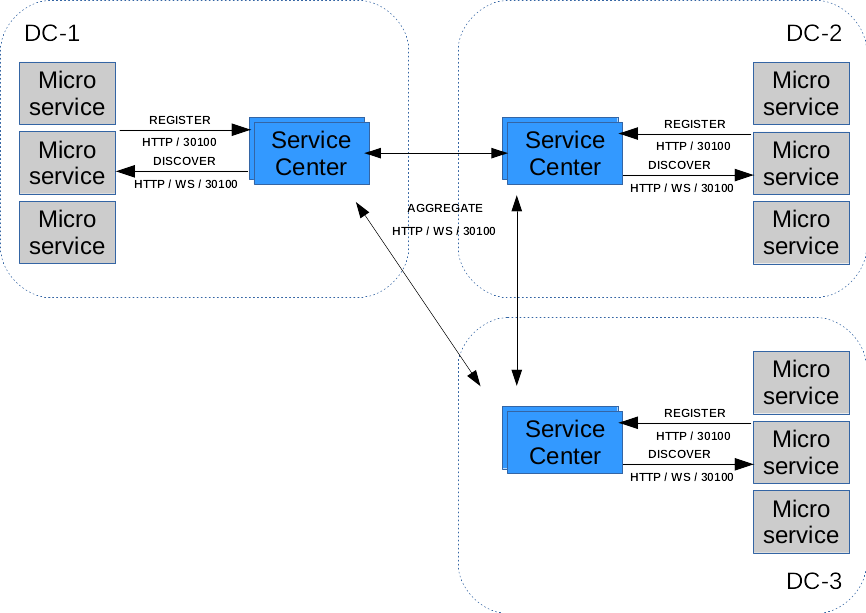 DC-1
Micro
service
Micro
service
Micro
service
REGISTER
HTTP / 30100
DISCOVER
HTTP / WS / 30100
Service
Center
AGGREGATE
HTTP / WS / 30100
DC-2
Service
Center
REGISTER
HTTP / 30100
DISCOVER
HTTP / WS / 30100
Micro
service
Micro
service
Micro
service
Service
Center
REGISTER
HTTP / 30100
DISCOVER
HTTP / WS / 30100
Micro
service
Micro
service
Micro
service
DC-3